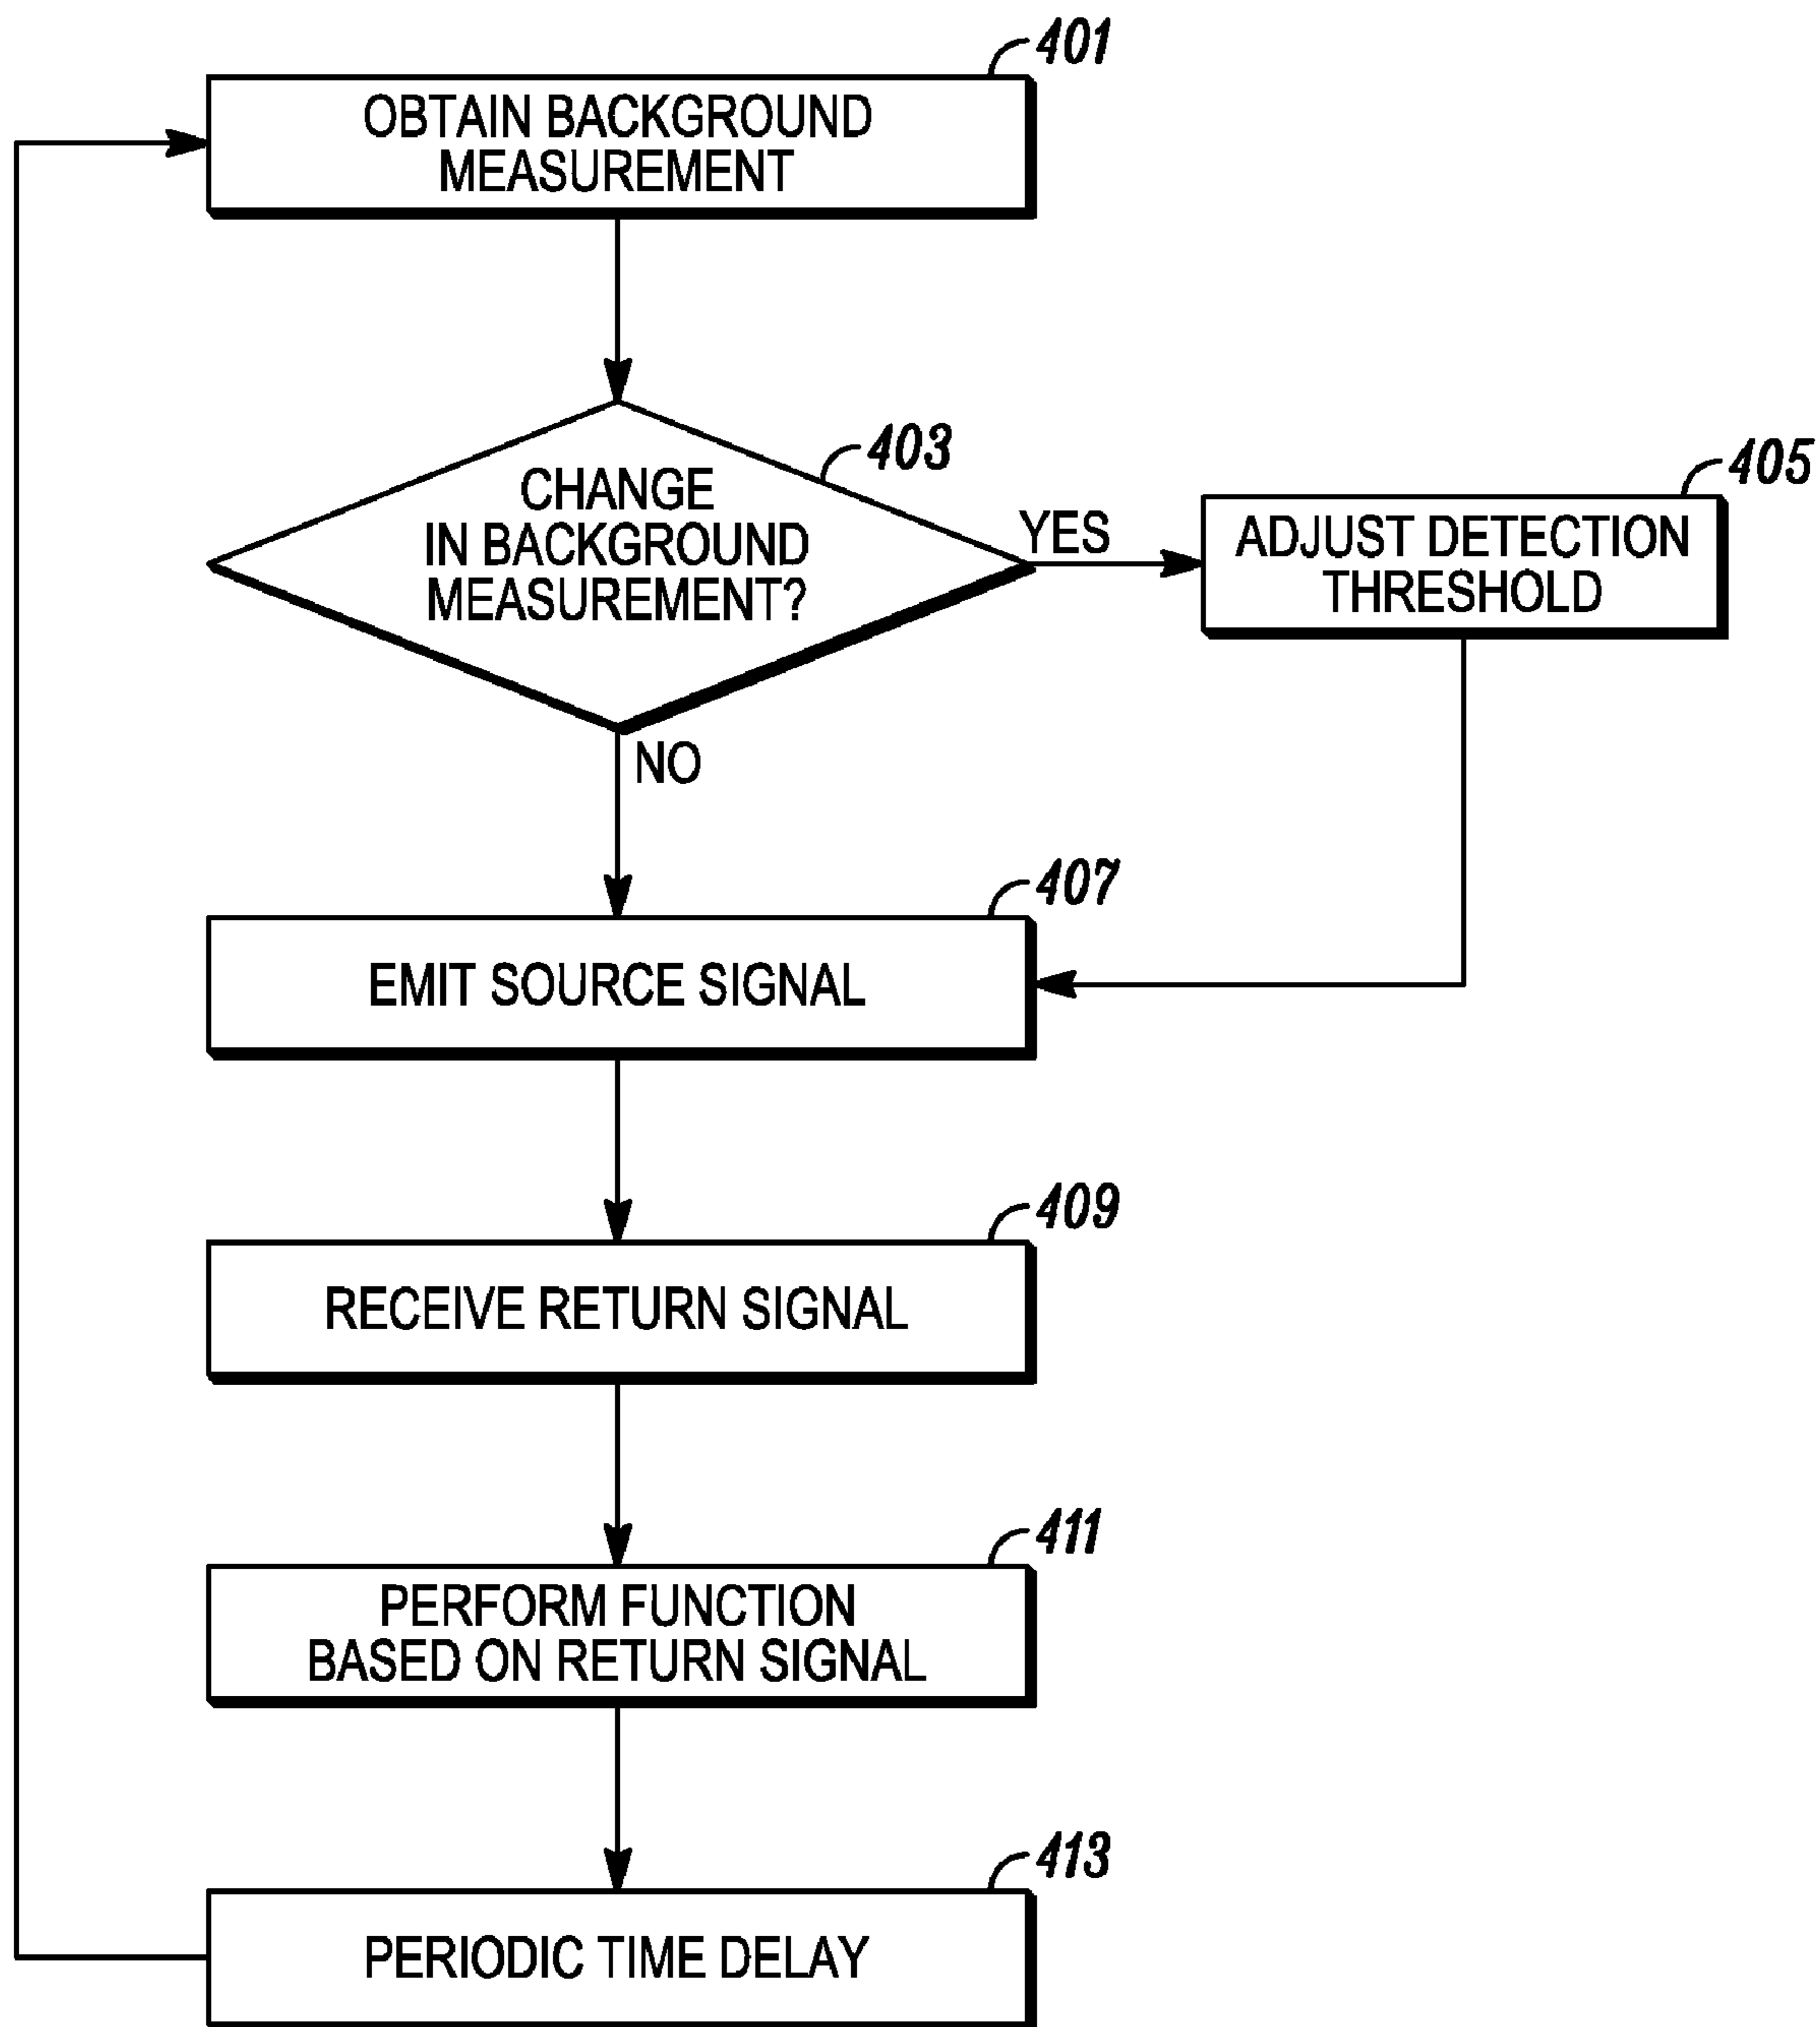 401
OBTAIN BACKGROUND
MEASUREMENT
403
CHANGE
IN BACKGROUND
MEASUREMENT?
YES
405
ADJUST DETECTION
THRESHOLD
NO
407
EMIT SOURCE SIGNAL
409
RECEIVE RETURN SIGNAL
411
PERFORM FUNCTION
BASED ON RETURN SIGNAL
413
PERIODIC TIME DELAY